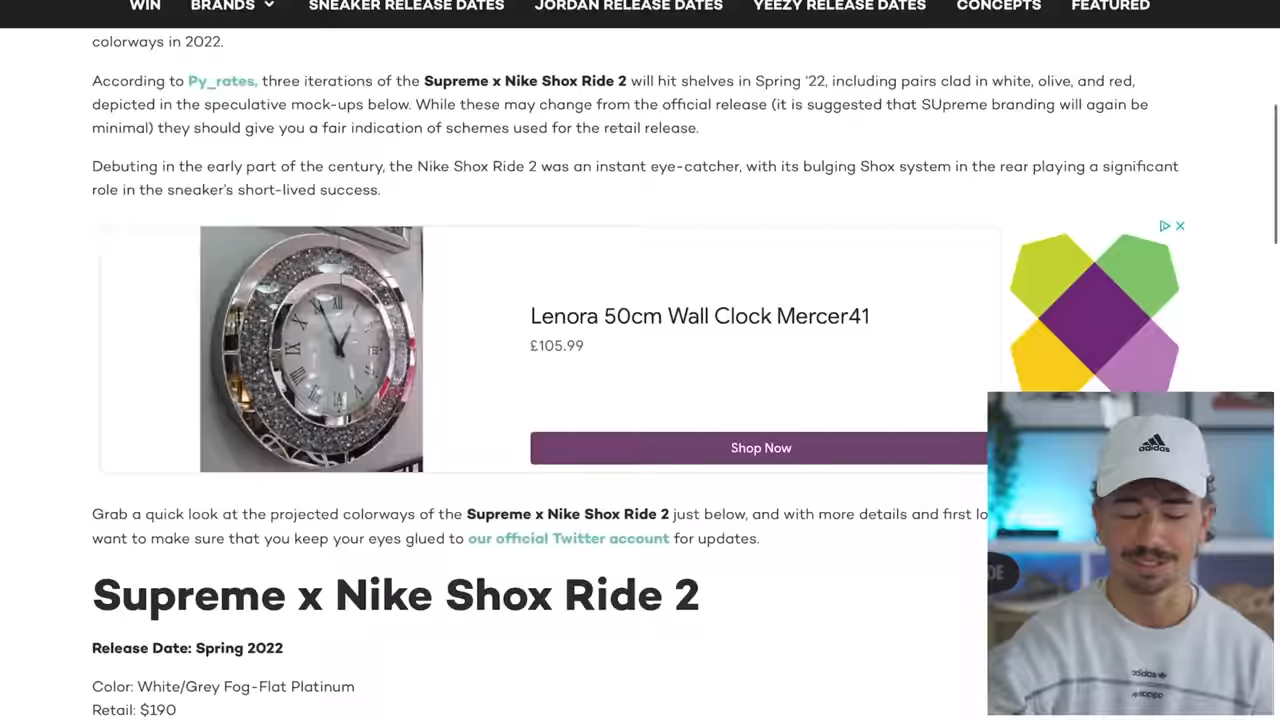 WIN BRANDS SNEAKER RELEASE DATES JORDAN RELEASE DATES YEEZY RELEASE DATES CONCEPTS FEATURED
colorways in 2022.
According to Py_rates, three iterations of the Supreme x Nike Shox Ride 2 will hit shelves in Spring '22, including pairs clad in white, olive, and red,
depicted in the speculative mock-ups below. While these may change from the official release (it is suggested that SUpreme branding will again be
minimal) they should give you a fair indication of schemes used for the retail release.
Debuting in the early part of the century, the Nike Shox Ride 2 was an instant eye-catcher, with its bulging Shox system in the rear playing a significant
role in the sneaker's short-lived success.
Lenora 50cm Wall Clock Mercer41
£105.99
Shop Now
Grab a quick look at the projected colorways of the Supreme x Nike Shox Ride 2 just below, and with more details and first lo
want to make sure that you keep your eyes glued to our official Twitter account for updates.
Supreme x Nike Shox Ride 2
Release Date: Spring 2022
Color: White/Grey Fog-Flat Platinum
Retail: $190
adidas
DE
adidas